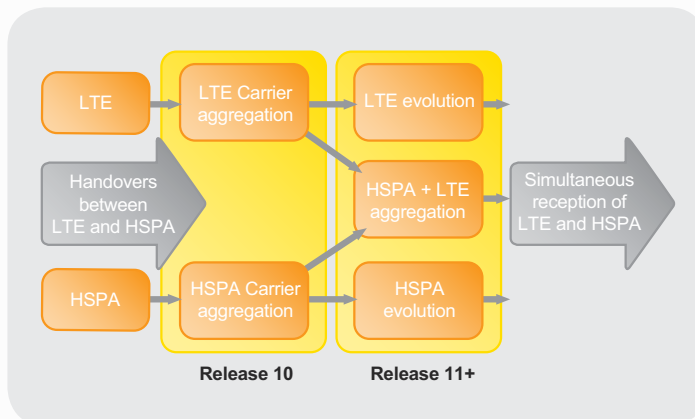 LTE
LTE Carrier
aggregation
LTE evolution
Handovers
between
LTE and HSPA
HSPA + LTE
aggregation
Simultaneous
reception of
LTE and HSPA
HSPA
HSPA Carrier
aggregation
HSPA
evolution
Release 10
Release 11+